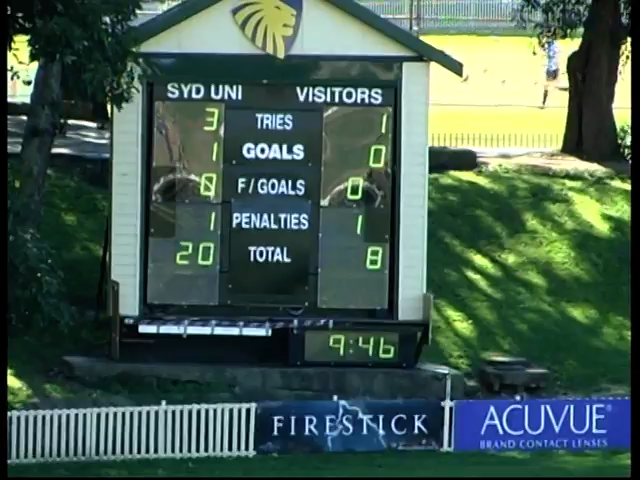 SYD UNI VISITORS
3 TRIES 1
1 GOALS 0
0 F/GOALS 0
1 PENALTIES 1
20 TOTAL 8
9:46
FIRESTICK
ACUVUE®
BRAND CONTACT LENSES